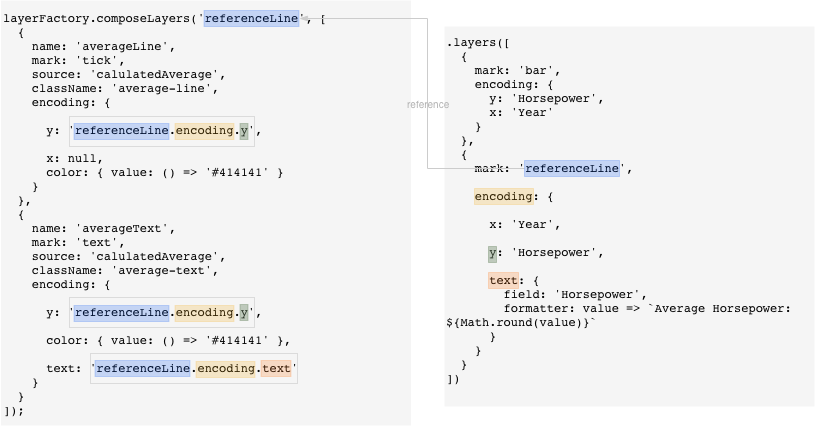 layerFactory.composeLayers('referenceLine', [
  {
    name: 'averageLine',
    mark: 'tick',
    source: 'calulatedAverage',
    className: 'average-line',
    encoding: {
      y: 'referenceLine.encoding.y',
      x: null,
      color: { value: () => '#414141' }
    }
  },
  {
    name: 'averageText',
    mark: 'text',
    source: 'calulatedAverage',
    className: 'average-text',
    encoding: {
      y: 'referenceLine.encoding.y',
      color: { value: () => '#414141' },
      text: 'referenceLine.encoding.text'
    }
  }
]);
reference
.layers([
  {
    mark: 'bar',
    encoding: {
      y: 'Horsepower',
      x: 'Year'
    }
  },
  {
    mark: 'referenceLine',
    encoding: {
      x: 'Year',
      y: 'Horsepower',
      text: {
        field: 'Horsepower',
        formatter: value => `Average Horsepower:
${Math.round(value)}`
      }
    }
  }
])